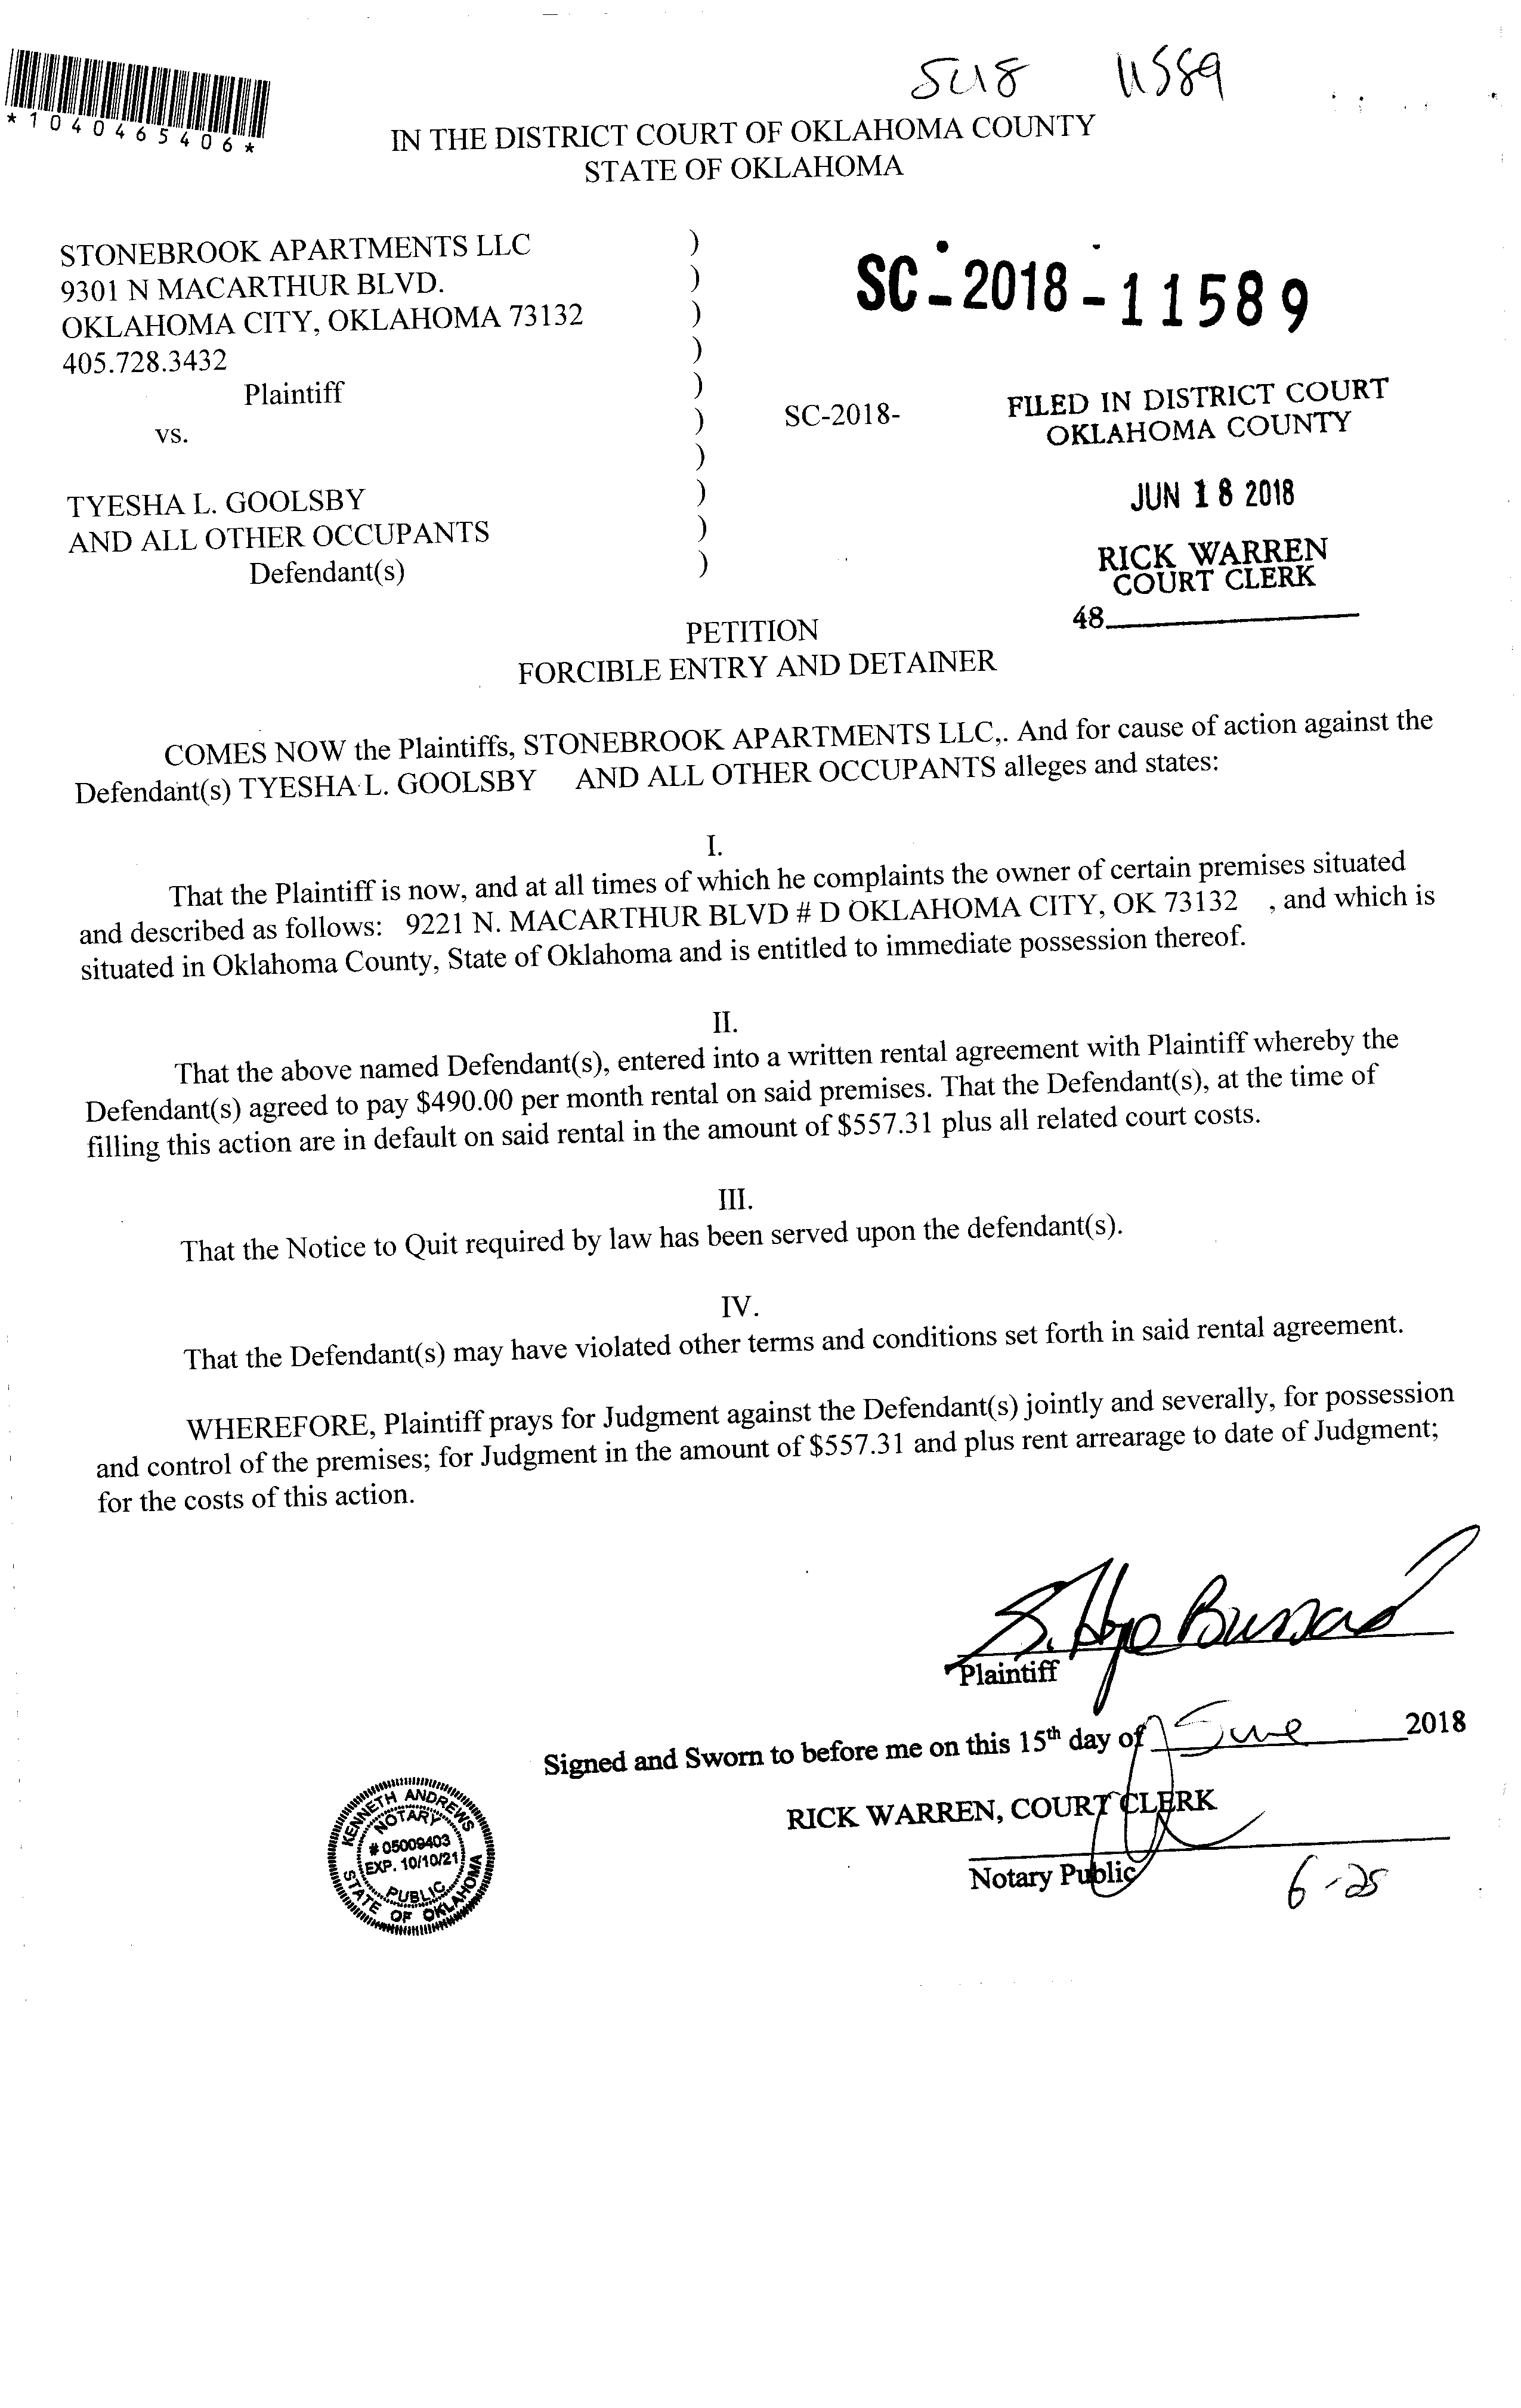 SC18 11589
*1040465406*
IN THE DISTRICT COURT OF OKLAHOMA COUNTY
STATE OF OKLAHOMA
STONEBROOK APARTMENTS LLC )
9301 N MACARTHUR BLVD. )
OKLAHOMA CITY, OKLAHOMA 73132 )
405.728.3432 )
Plaintiff )
vs. )
)
TYESHA L. GOOLSBY )
AND ALL OTHER OCCUPANTS )
Defendant(s) )
SC-2018-11589
SC-2018-
FILED IN DISTRICT COURT
OKLAHOMA COUNTY
JUN 18 2018
RICK WARREN
COURT CLERK
48
PETITION
FORCIBLE ENTRY AND DETAINER
COMES NOW the Plaintiffs, STONEBROOK APARTMENTS LLC,. And for cause of action against the
Defendant(s) TYESHA L. GOOLSBY AND ALL OTHER OCCUPANTS alleges and states:
I.
That the Plaintiff is now, and at all times of which he complaints the owner of certain premises situated
and described as follows: 9221 N. MACARTHUR BLVD # D OKLAHOMA CITY, OK 73132 , and which is
situated in Oklahoma County, State of Oklahoma and is entitled to immediate possession thereof.
II.
That the above named Defendant(s), entered into a written rental agreement with Plaintiff whereby the
Defendant(s) agreed to pay $490.00 per month rental on said premises. That the Defendant(s), at the time of
filling this action are in default on said rental in the amount of $557.31 plus all related court costs.
III.
That the Notice to Quit required by law has been served upon the defendant(s).
IV.
That the Defendant(s) may have violated other terms and conditions set forth in said rental agreement.
WHEREFORE, Plaintiff prays for Judgment against the Defendant(s) jointly and severally, for possession
and control of the premises; for Judgment in the amount of $557.31 and plus rent arrearage to date of Judgment;
for the costs of this action.
Plaintiff
Signed and Sworn to before me on this 15th day of June 2018
RICK WARREN, COURT CLERK
Notary Public
6-25
KENNETH ANDREWS
NOTARY
# 05009403
EXP. 10/10/21
PUBLIC
STATE OF OKLAHOMA